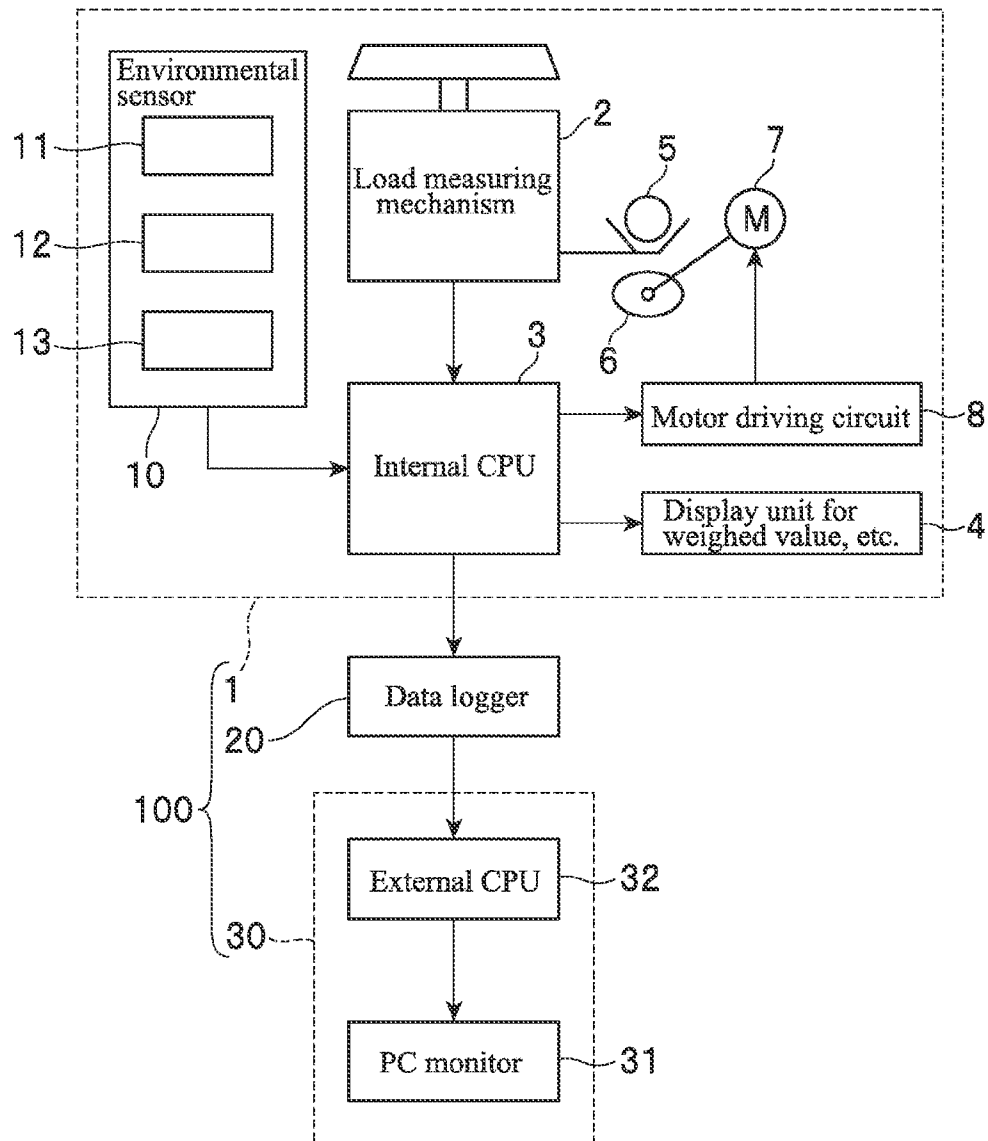 Environmental
sensor
11
12
13
10
Load measuring
mechanism
2
5
7
M
6
3
Internal CPU
Motor driving circuit
8
Display unit for
weighed value, etc.
4
1
Data logger
20
100
External CPU
32
30
PC monitor
31